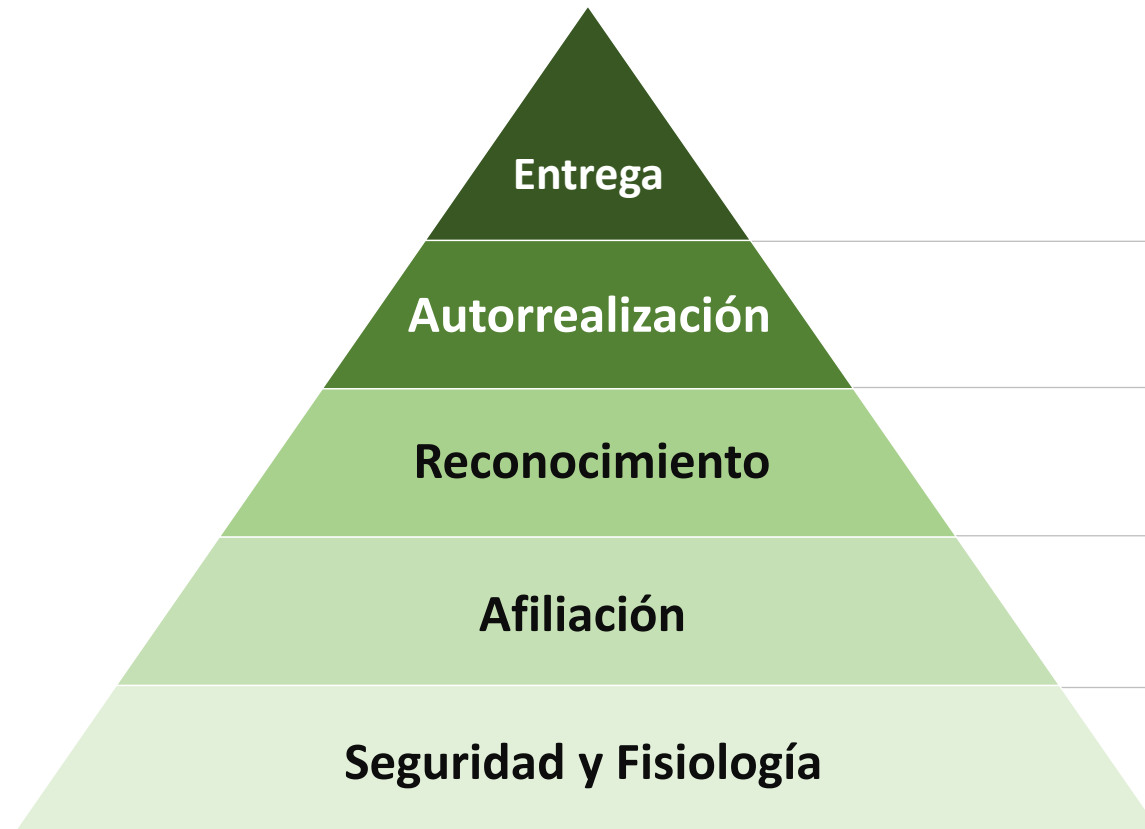 Entrega
Autorrealización
Reconocimiento
Afiliación
Seguridad y Fisiología